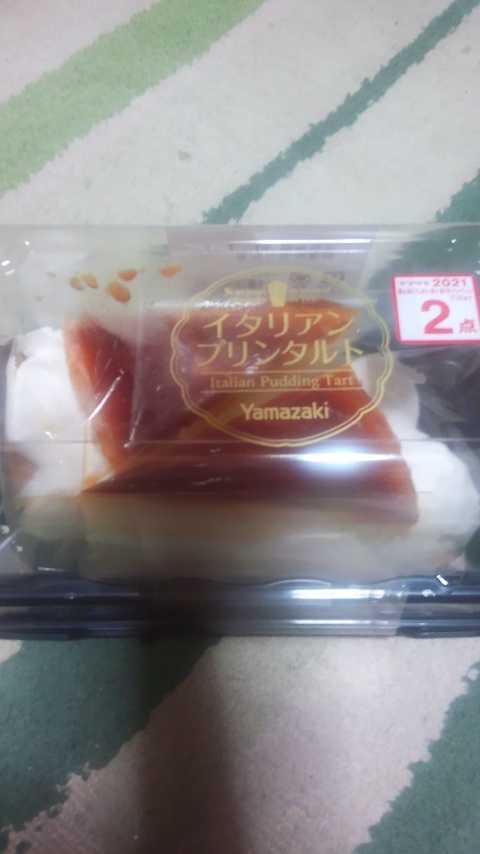 イタリアン
プリンタルト
Italian Pudding Tart
Yamazaki
2021
2点